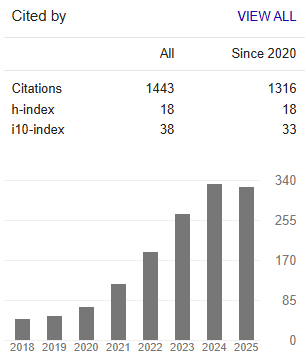 Cited by VIEW ALL
All Since 2020
Citations 1443 1316
h-index 18 18
i10-index 38 33
340
255
170
85
0
2018 2019 2020 2021 2022 2023 2024 2025